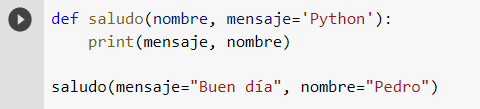 def saludo(nombre, mensaje='Python'):
    print(mensaje, nombre)
saludo(mensaje="Buen día", nombre="Pedro")